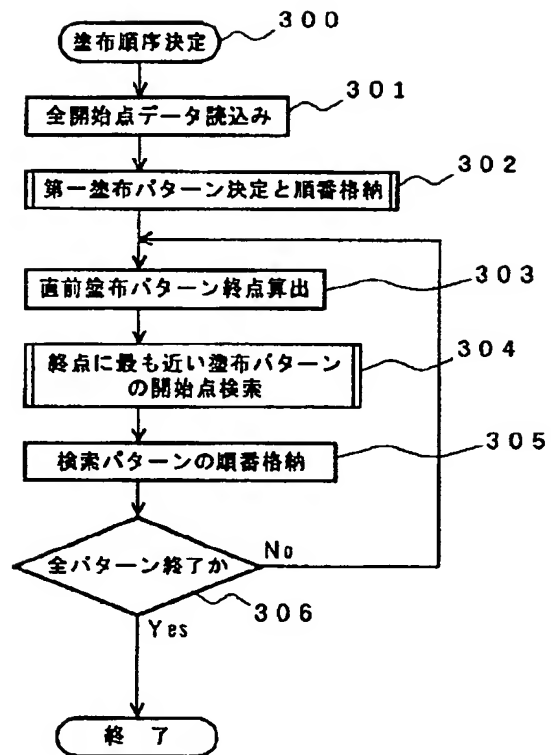 塗布順序決定
300
全開始点データ読込み
301
第一塗布パターン決定と順番格納
302
直前塗布パターン終点算出
303
終点に最も近い塗布パターン
の開始点検索
304
検索パターンの順番格納
305
全パターン終了か
No
306
Yes
終 了